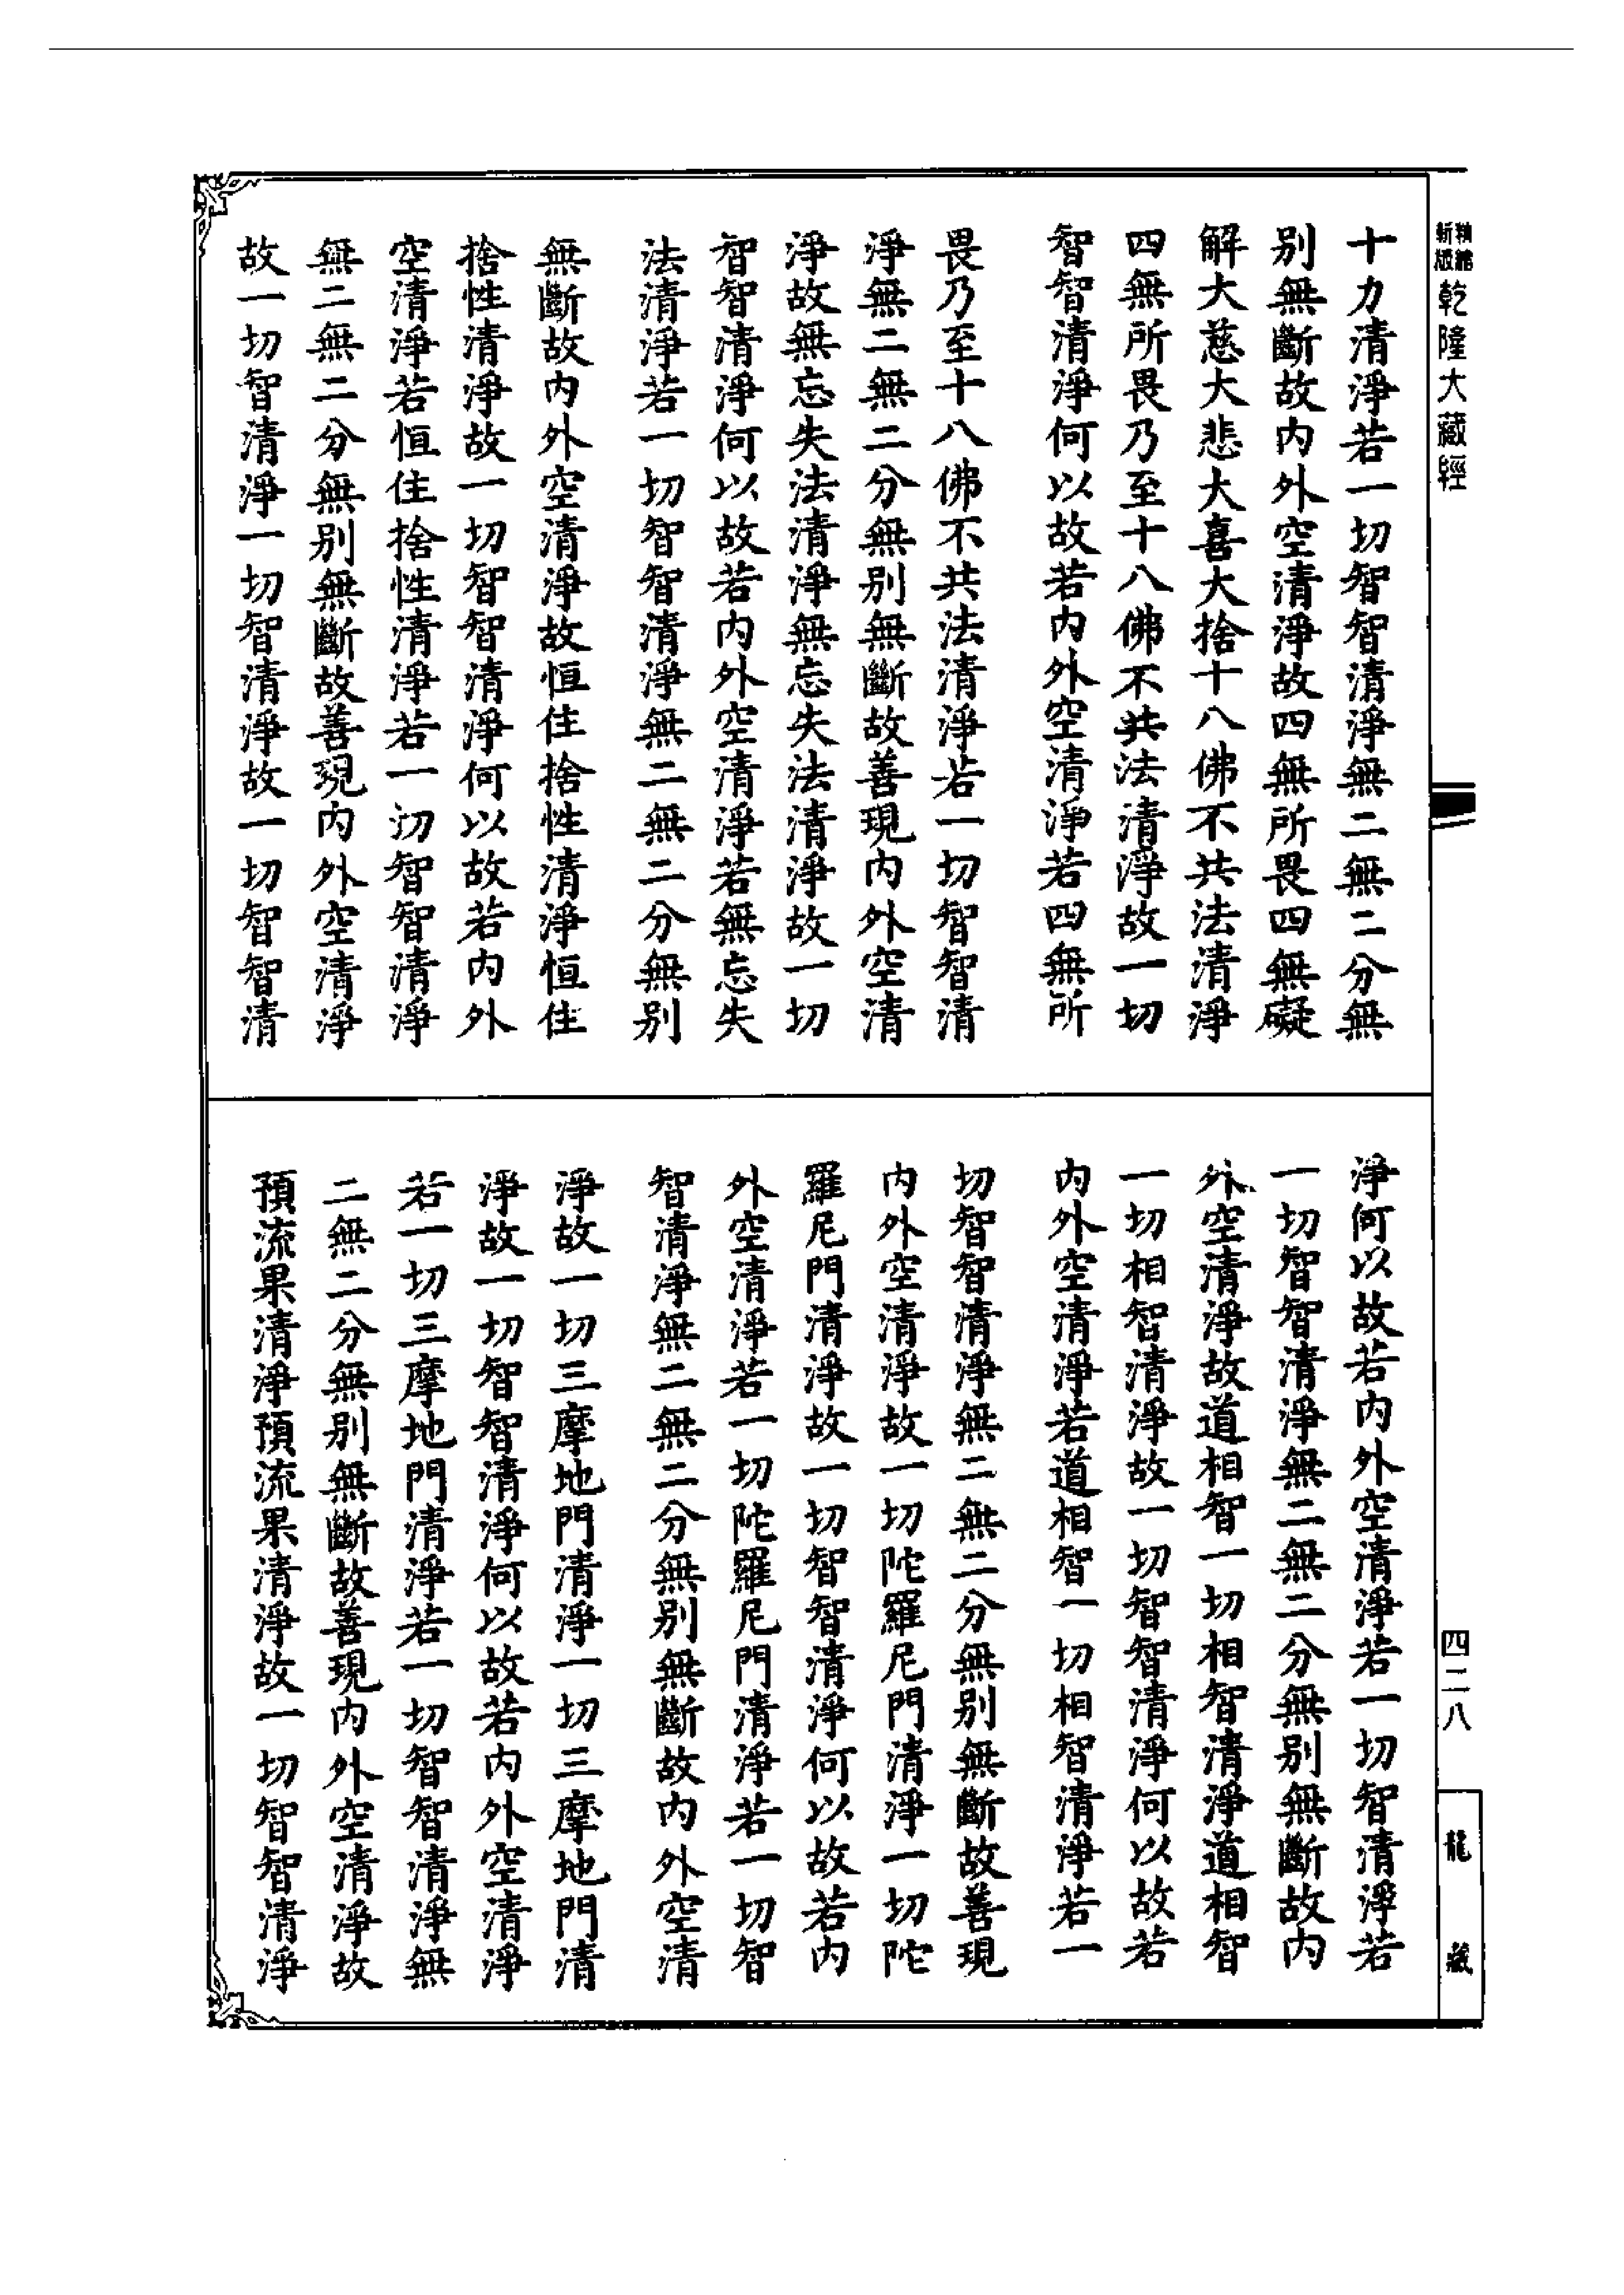 新版
精縮
乾隆大藏經
十力清淨若一切智智清淨無二無二分無
别無斷故内外空清淨故四無所畏四無礙
解大慈大悲大喜大捨十八佛不共法清淨
四無所畏乃至十八佛不共法清淨故一切
智智清淨何以故若内外空清淨若四無所
畏乃至十八佛不共法清淨若一切智智清
淨無二無二分無别無斷故善現内外空清
淨故無忘失法清淨無忘失法清淨故一切
智智清淨何以故若内外空清淨若無忘失
法清淨若一切智智清淨無二無二分無别
無斷故内外空清淨故恒住捨性清淨恒住
捨性清淨故一切智智清淨何以故若内外
空清淨若恒住捨性清淨若一切智智清淨
無二無二分無别無斷故善現内外空清淨
故一切智清淨一切智清淨故一切智智清
淨何以故若内外空清淨若一切智清淨若
一切智智清淨無二無二分無别無斷故内
外空清淨故道相智一切相智清淨道相智
一切相智清淨故一切智智清淨何以故若
内外空清淨若道相智一切相智清淨若一
切智智清淨無二無二分無别無斷故善現
内外空清淨故一切陀羅尼門清淨一切陀
羅尼門清淨故一切智智清淨何以故若内
外空清淨若一切陀羅尼門清淨若一切智
智清淨無二無二分無别無斷故内外空清
淨故一切三摩地門清淨一切三摩地門清
淨故一切智智清淨何以故若内外空清淨
若一切三摩地門清淨若一切智智清淨無
二無二分無别無斷故善現内外空清淨故
預流果清淨預流果清淨故一切智智清淨
四二八
龍藏